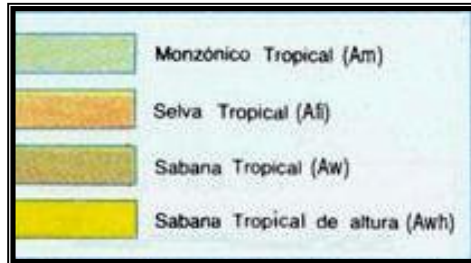 Monzónico Tropical (Am)
Selva Tropical (Afi)
Sabana Tropical (Aw)
Sabana Tropical de altura (Awh)